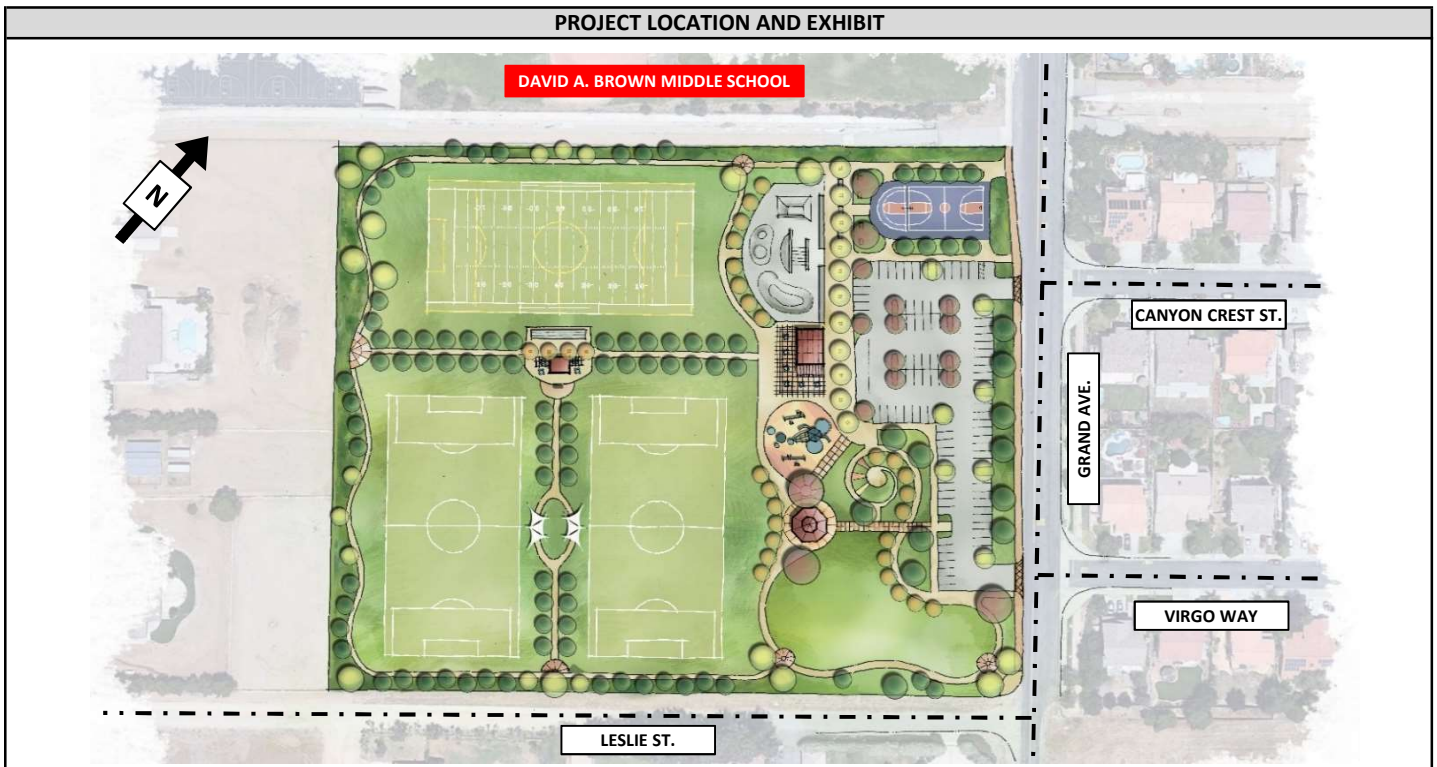 PROJECT LOCATION AND EXHIBIT
DAVID A. BROWN MIDDLE SCHOOL
N
CANYON CREST ST.
GRAND AVE.
VIRGO WAY
LESLIE ST.